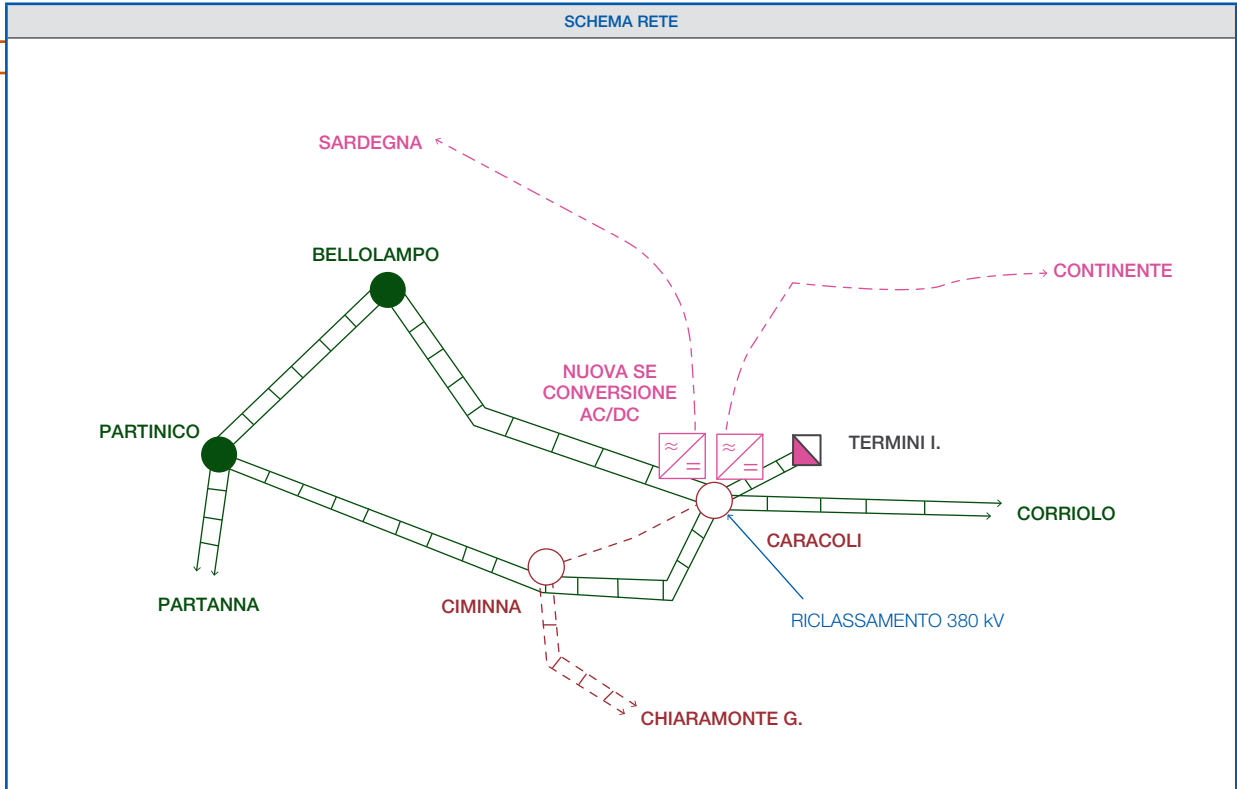 SCHEMA RETE
SARDEGNA
BELLOLAMPO
CONTINENTE
NUOVA SE
CONVERSIONE
AC/DC
PARTINICO
TERMINI I.
CORRIOLO
CARACOLI
PARTANNA
CIMINNA
RICLASSAMENTO 380 kV
CHIARAMONTE G.